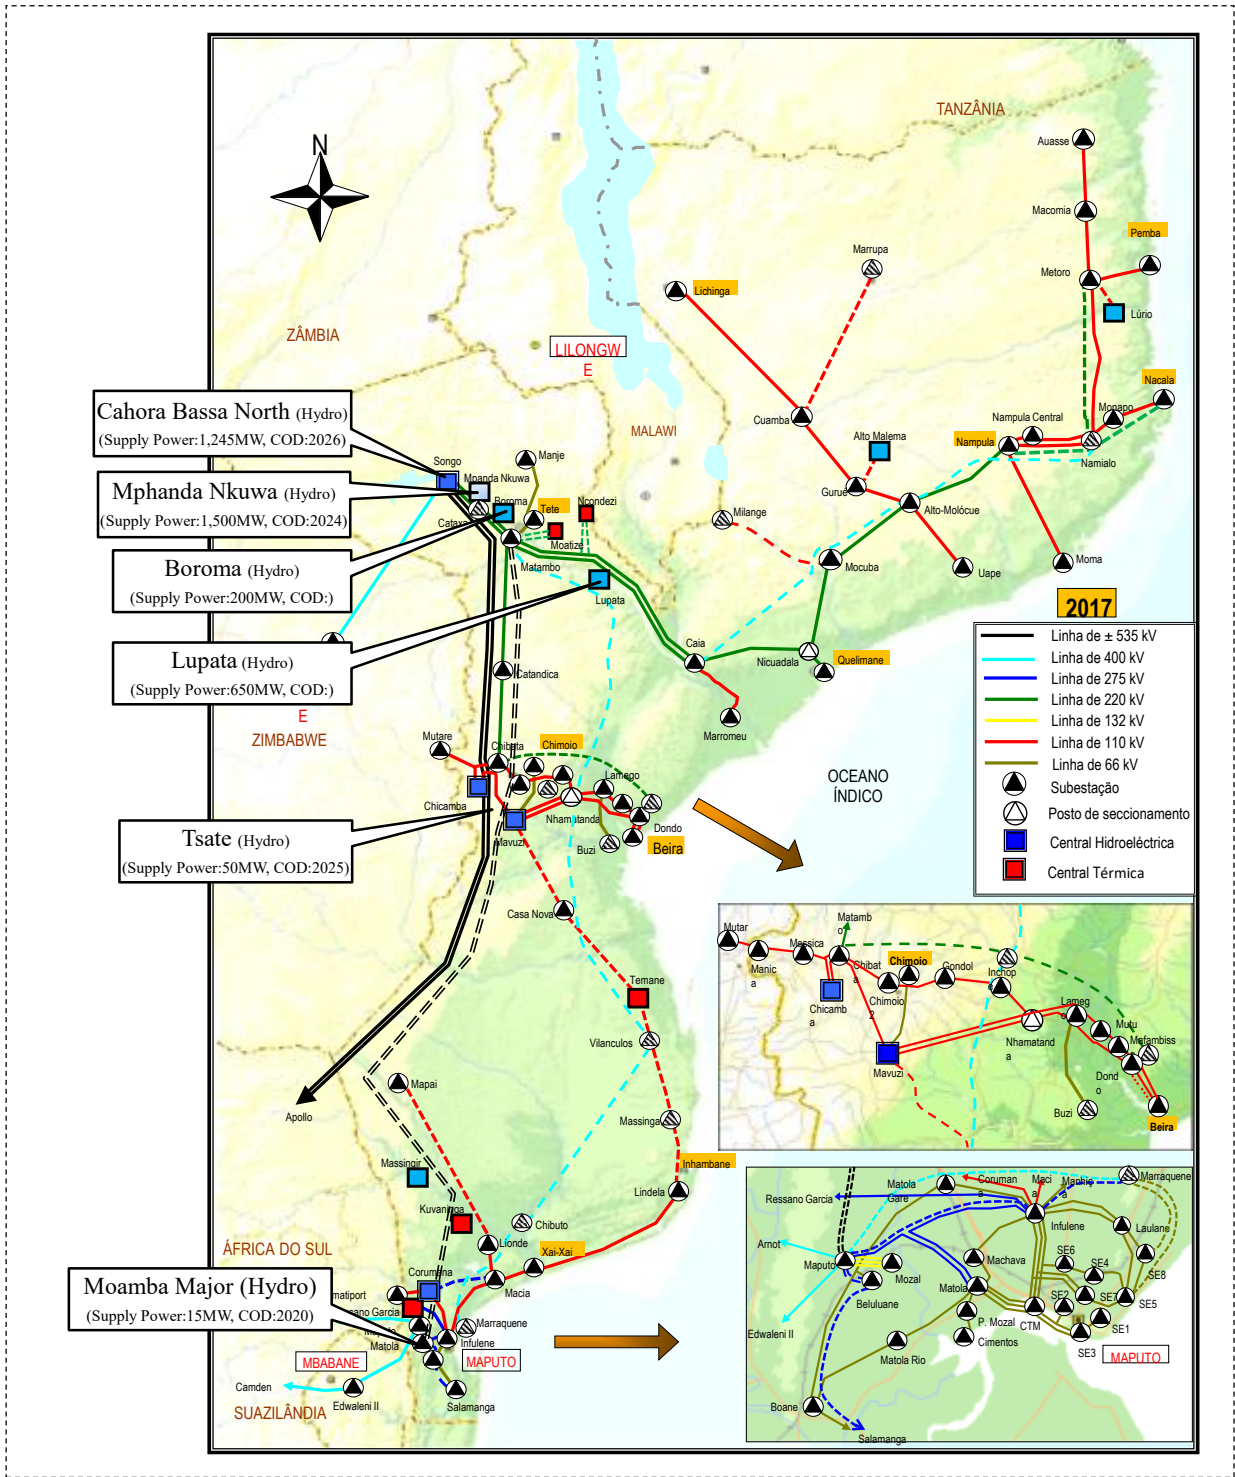 TANZÂNIA
Auasse
N
Macomia
Pemba
Marrupa
Metoro
Lichinga
Lúrio
ZÂMBIA
LILONGW
E
Nacala
Cahora Bassa North (Hydro)
(Supply Power:1,245MW, COD:2026)
Monapo
Nampula Central
Cuamba
MALAWI
Alto Malema
Nampula
Namialo
Songo
Manje
Mphanda Nkuwa (Hydro)
(Supply Power:1,500MW, COD:2024)
Mpanda Nkuwa
Boroma
Tete
Ncondezi
Gurue
Cataxa
Milange
Alto-Molócue
Moatize
Boroma (Hydro)
(Supply Power:200MW, COD:)
Matambo
Mocuba
Uape
Moma
Lupata
2017
Lupata (Hydro)
(Supply Power:650MW, COD:)
Caia
Nicuadala
Quelimane
Catandica
E
ZIMBABWE
Marromeu
Linha de ± 535 kV
Linha de 400 kV
Linha de 275 kV
Linha de 220 kV
Linha de 132 kV
Linha de 110 kV
Linha de 66 kV
Subestação
Posto de seccionamento
Central Hidroeléctrica
Central Térmica
Mutare
Chibata
Chimoio
Lamego
OCEANO
ÍNDICO
Chicamba
Nhamatanda
Dondo
Tsate (Hydro)
(Supply Power:50MW, COD:2025)
Mavuzi
Buzi
Beira
Casa Nova
Matamb
o
Mutar
Messica
Manic
a
Chibat
a
Chimoio
Gondol
Inchop
e
Chicamb
a
Chimoio
2
Lameg
o
Mutu
Mafambiss
Nhamatand
a
Mavuzi
Dond
o
Buzi
Beira
Temane
Vilanculos
Mapai
Apollo
Massinga
Massingir
Inhambane
Lindela
Kuvaninga
Chibuto
ÁFRICA DO SUL
Lionde
Xai-Xai
Moamba Major (Hydro)
(Supply Power:15MW, COD:2020)
Corumana
Macia
matiport
ssano Garcia
Marraquene
Matola
Infulene
MBABANE
MAPUTO
Camden
Edwaleni II
Salamanga
SUAZILÂNDIA
Ressano Garcia
Matola
Gare
Coruman
a
Maci
a
Manhiç
a
Marraquene
Infulene
Laulane
Arnot
Maputo
Mozal
Machava
SE6
SE4
SE8
Beluluane
Matola
SE2
SE7
SE5
Edwaleni II
P. Mozal
CTM
SE1
Cimentos
SE3
Matola Rio
MAPUTO
Boane
Salamanga